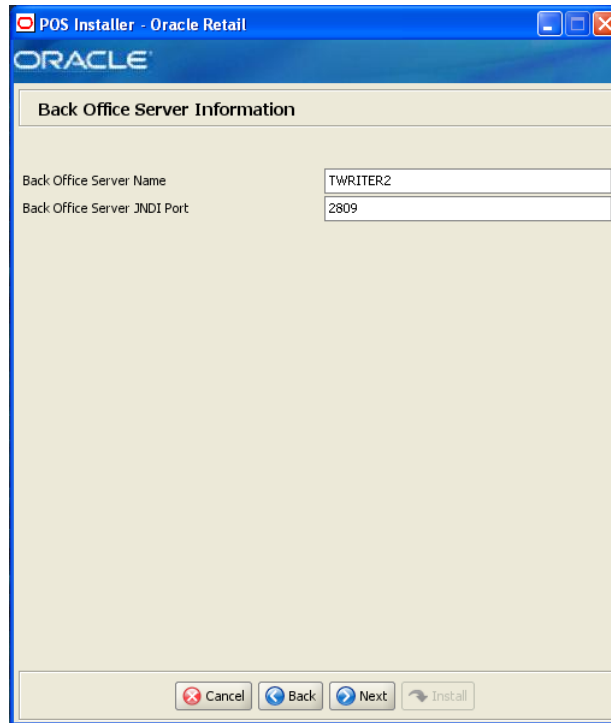 POS Installer - Oracle Retail
ORACLE
Back Office Server Information
Back Office Server Name TWRITER2
Back Office Server JNDI Port 2809
Cancel Back Next Install